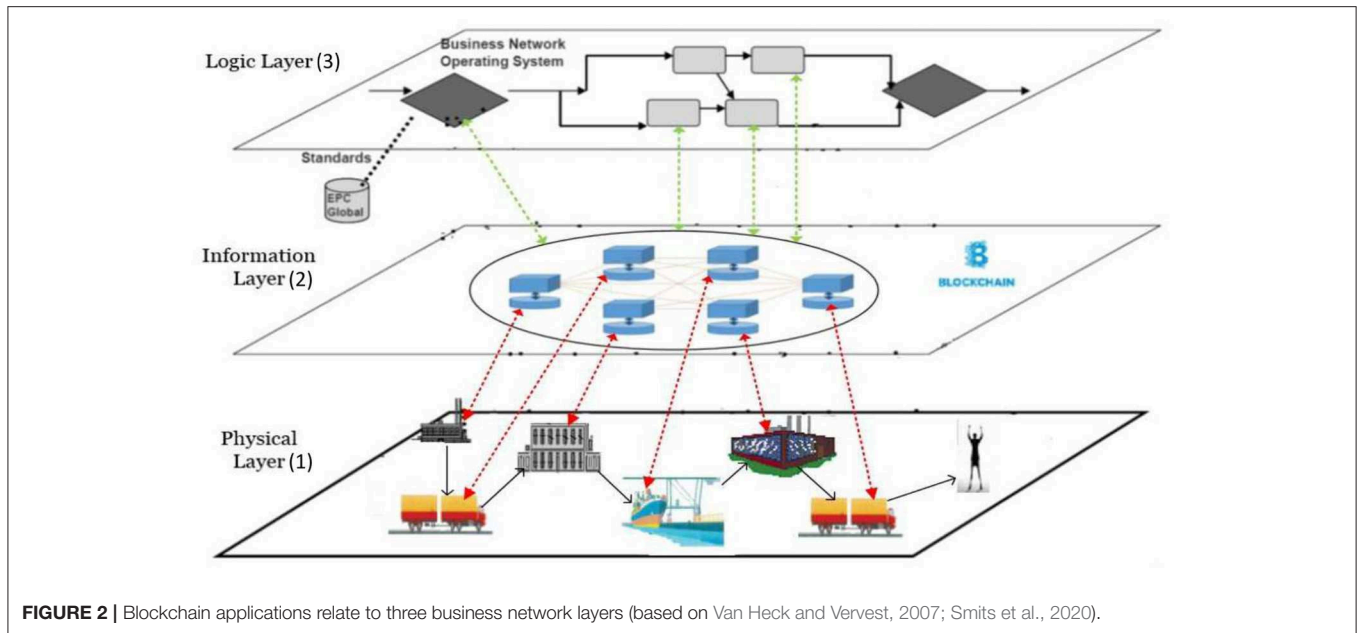 Business Network
Operating System
Logic Layer (3)
Standards
EPC
Global
Information
Layer (2)
BLOCKCHAIN
Physical
Layer (1)
FIGURE 2 | Blockchain applications relate to three business network layers (based on Van Heck and Vervest, 2007; Smits et al., 2020).